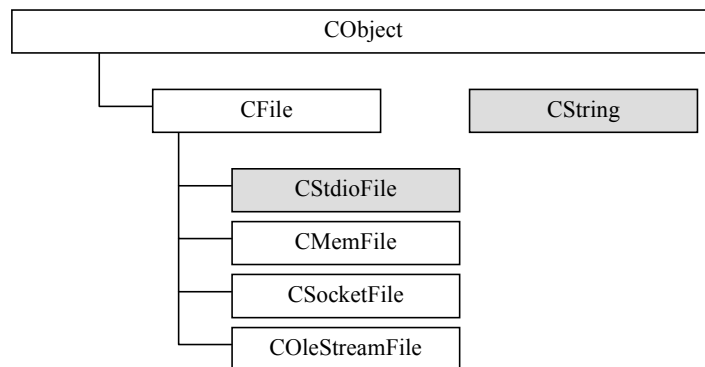 CObject
CFile
CString
CStdioFile
CMemFile
CSocketFile
COleStreamFile